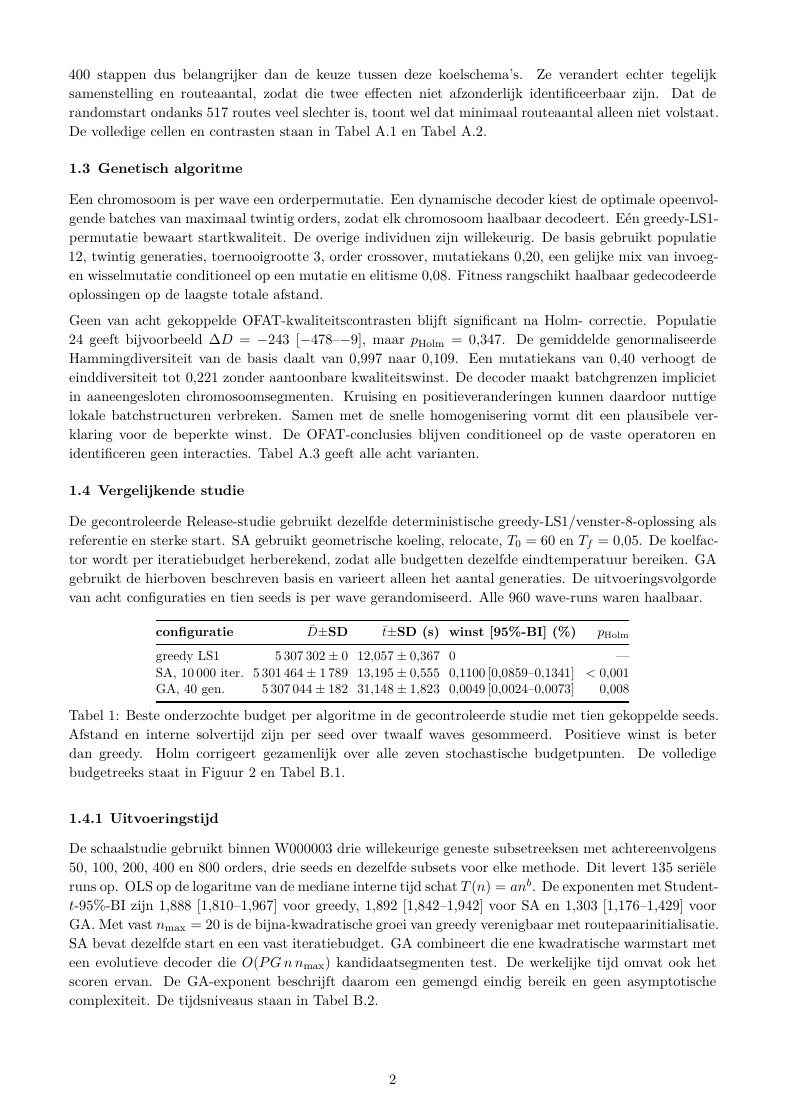 400 stappen dus belangrijker dan de keuze tussen deze koelschema's. Ze verandert echter tegelijk
samenstelling en routeaantal, zodat die twee effecten niet afzonderlijk identificeerbaar zijn. Dat de
randomstart ondanks 517 routes veel slechter is, toont wel dat minimaal routeaantal alleen niet volstaat.
De volledige cellen en contrasten staan in Tabel A.1 en Tabel A.2.
1.3 Genetisch algoritme
Een chromosoom is per wave een orderpermutatie. Een dynamische decoder kiest de optimale opeenvol-
gende batches van maximaal twintig orders, zodat elk chromosoom haalbaar decodeert. Eén greedy-LS1-
permutatie bewaart startkwaliteit. De overige individuen zijn willekeurig. De basis gebruikt populatie
12, twintig generaties, toernooigrootte 3, order crossover, mutatiekans 0,20, een gelijke mix van invoeg-
en wisselmutatie conditioneel op een mutatie en elitisme 0,08. Fitness rangschikt haalbaar gedecodeerde
oplossingen op de laagste totale afstand.
Geen van acht gekoppelde OFAT-kwaliteitscontrasten blijft significant na Holm- correctie. Populatie
24 geeft bijvoorbeeld ΔD = −243 [−478–−9], maar pHolm = 0,347. De gemiddelde genormaliseerde
Hammingdiversiteit van de basis daalt van 0,997 naar 0,109. Een mutatiekans van 0,40 verhoogt de
einddiversiteit tot 0,221 zonder aantoonbare kwaliteitswinst. De decoder maakt batchgrenzen impliciet
in aaneengesloten chromosoomsegmenten. Kruising en positieveranderingen kunnen daardoor nuttige
lokale batchstructuren verbreken. Samen met de snelle homogenisering vormt dit een plausibele ver-
klaring voor de beperkte winst. De OFAT-conclusies blijven conditioneel op de vaste operatoren en
identificeren geen interacties. Tabel A.3 geeft alle acht varianten.
1.4 Vergelijkende studie
De gecontroleerde Release-studie gebruikt dezelfde deterministische greedy-LS1/venster-8-oplossing als
referentie en sterke start. SA gebruikt geometrische koeling, relocate, T0 = 60 en Tf = 0,05. De koelfac-
tor wordt per iteratiebudget herberekend, zodat alle budgetten dezelfde eindtemperatuur bereiken. GA
gebruikt de hierboven beschreven basis en varieert alleen het aantal generaties. De uitvoeringsvolgorde
van acht configuraties en tien seeds is per wave gerandomiseerd. Alle 960 wave-runs waren haalbaar.
configuratie D̄±SD t̄±SD (s) winst [95%-BI] (%) pHolm
greedy LS1 5 307 302 ± 0 12,057 ± 0,367 0 —
SA, 10 000 iter. 5 301 464 ± 1 789 13,195 ± 0,555 0,1100 [0,0859–0,1341] < 0,001
GA, 40 gen. 5 307 044 ± 182 31,148 ± 1,823 0,0049 [0,0024–0,0073] 0,008
Tabel 1: Beste onderzochte budget per algoritme in de gecontroleerde studie met tien gekoppelde seeds.
Afstand en interne solvertijd zijn per seed over twaalf waves gesommeerd. Positieve winst is beter
dan greedy. Holm corrigeert gezamenlijk over alle zeven stochastische budgetpunten. De volledige
budgetreeks staat in Figuur 2 en Tabel B.1.
1.4.1 Uitvoeringstijd
De schaalstudie gebruikt binnen W000003 drie willekeurige geneste subsetreeksen met achtereenvolgens
50, 100, 200, 400 en 800 orders, drie seeds en dezelfde subsets voor elke methode. Dit levert 135 seriële
runs op. OLS op de logaritme van de mediane interne tijd schat T(n) = anᵇ. De exponenten met Student-
t-95%-BI zijn 1,888 [1,810–1,967] voor greedy, 1,892 [1,842–1,942] voor SA en 1,303 [1,176–1,429] voor
GA. Met vast nmax = 20 is de bijna-kwadratische groei van greedy verenigbaar met routepaarinitialisatie.
SA bevat dezelfde start en een vast iteratiebudget. GA combineert die ene kwadratische warmstart met
een evolutieve decoder die O(PG n nmax) kandidaatsegmenten test. De werkelijke tijd omvat ook het
scoren ervan. De GA-exponent beschrijft daarom een gemengd eindig bereik en geen asymptotische
complexiteit. De tijdsniveaus staan in Tabel B.2.
2